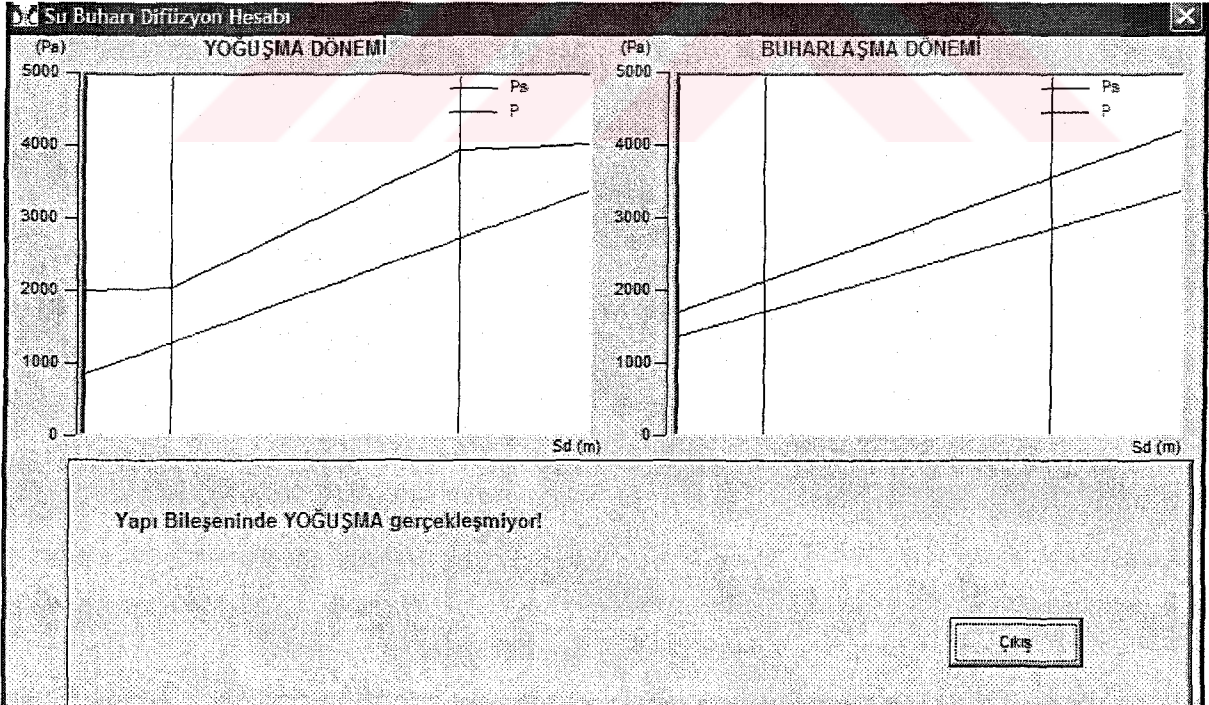 Su Buharı Difüzyon Hesabı
(Pa)
YOĞUŞMA DÖNEMİ
5000
4000
3000
2000
1000
0
Ps
P
Sd (m)
(Pa)
BUHARLAŞMA DÖNEMİ
5000
4000
3000
2000
1000
0
Ps
P
Sd (m)
Yapı Bileşeninde YOĞUŞMA gerçekleşmiyor!
Çıkış